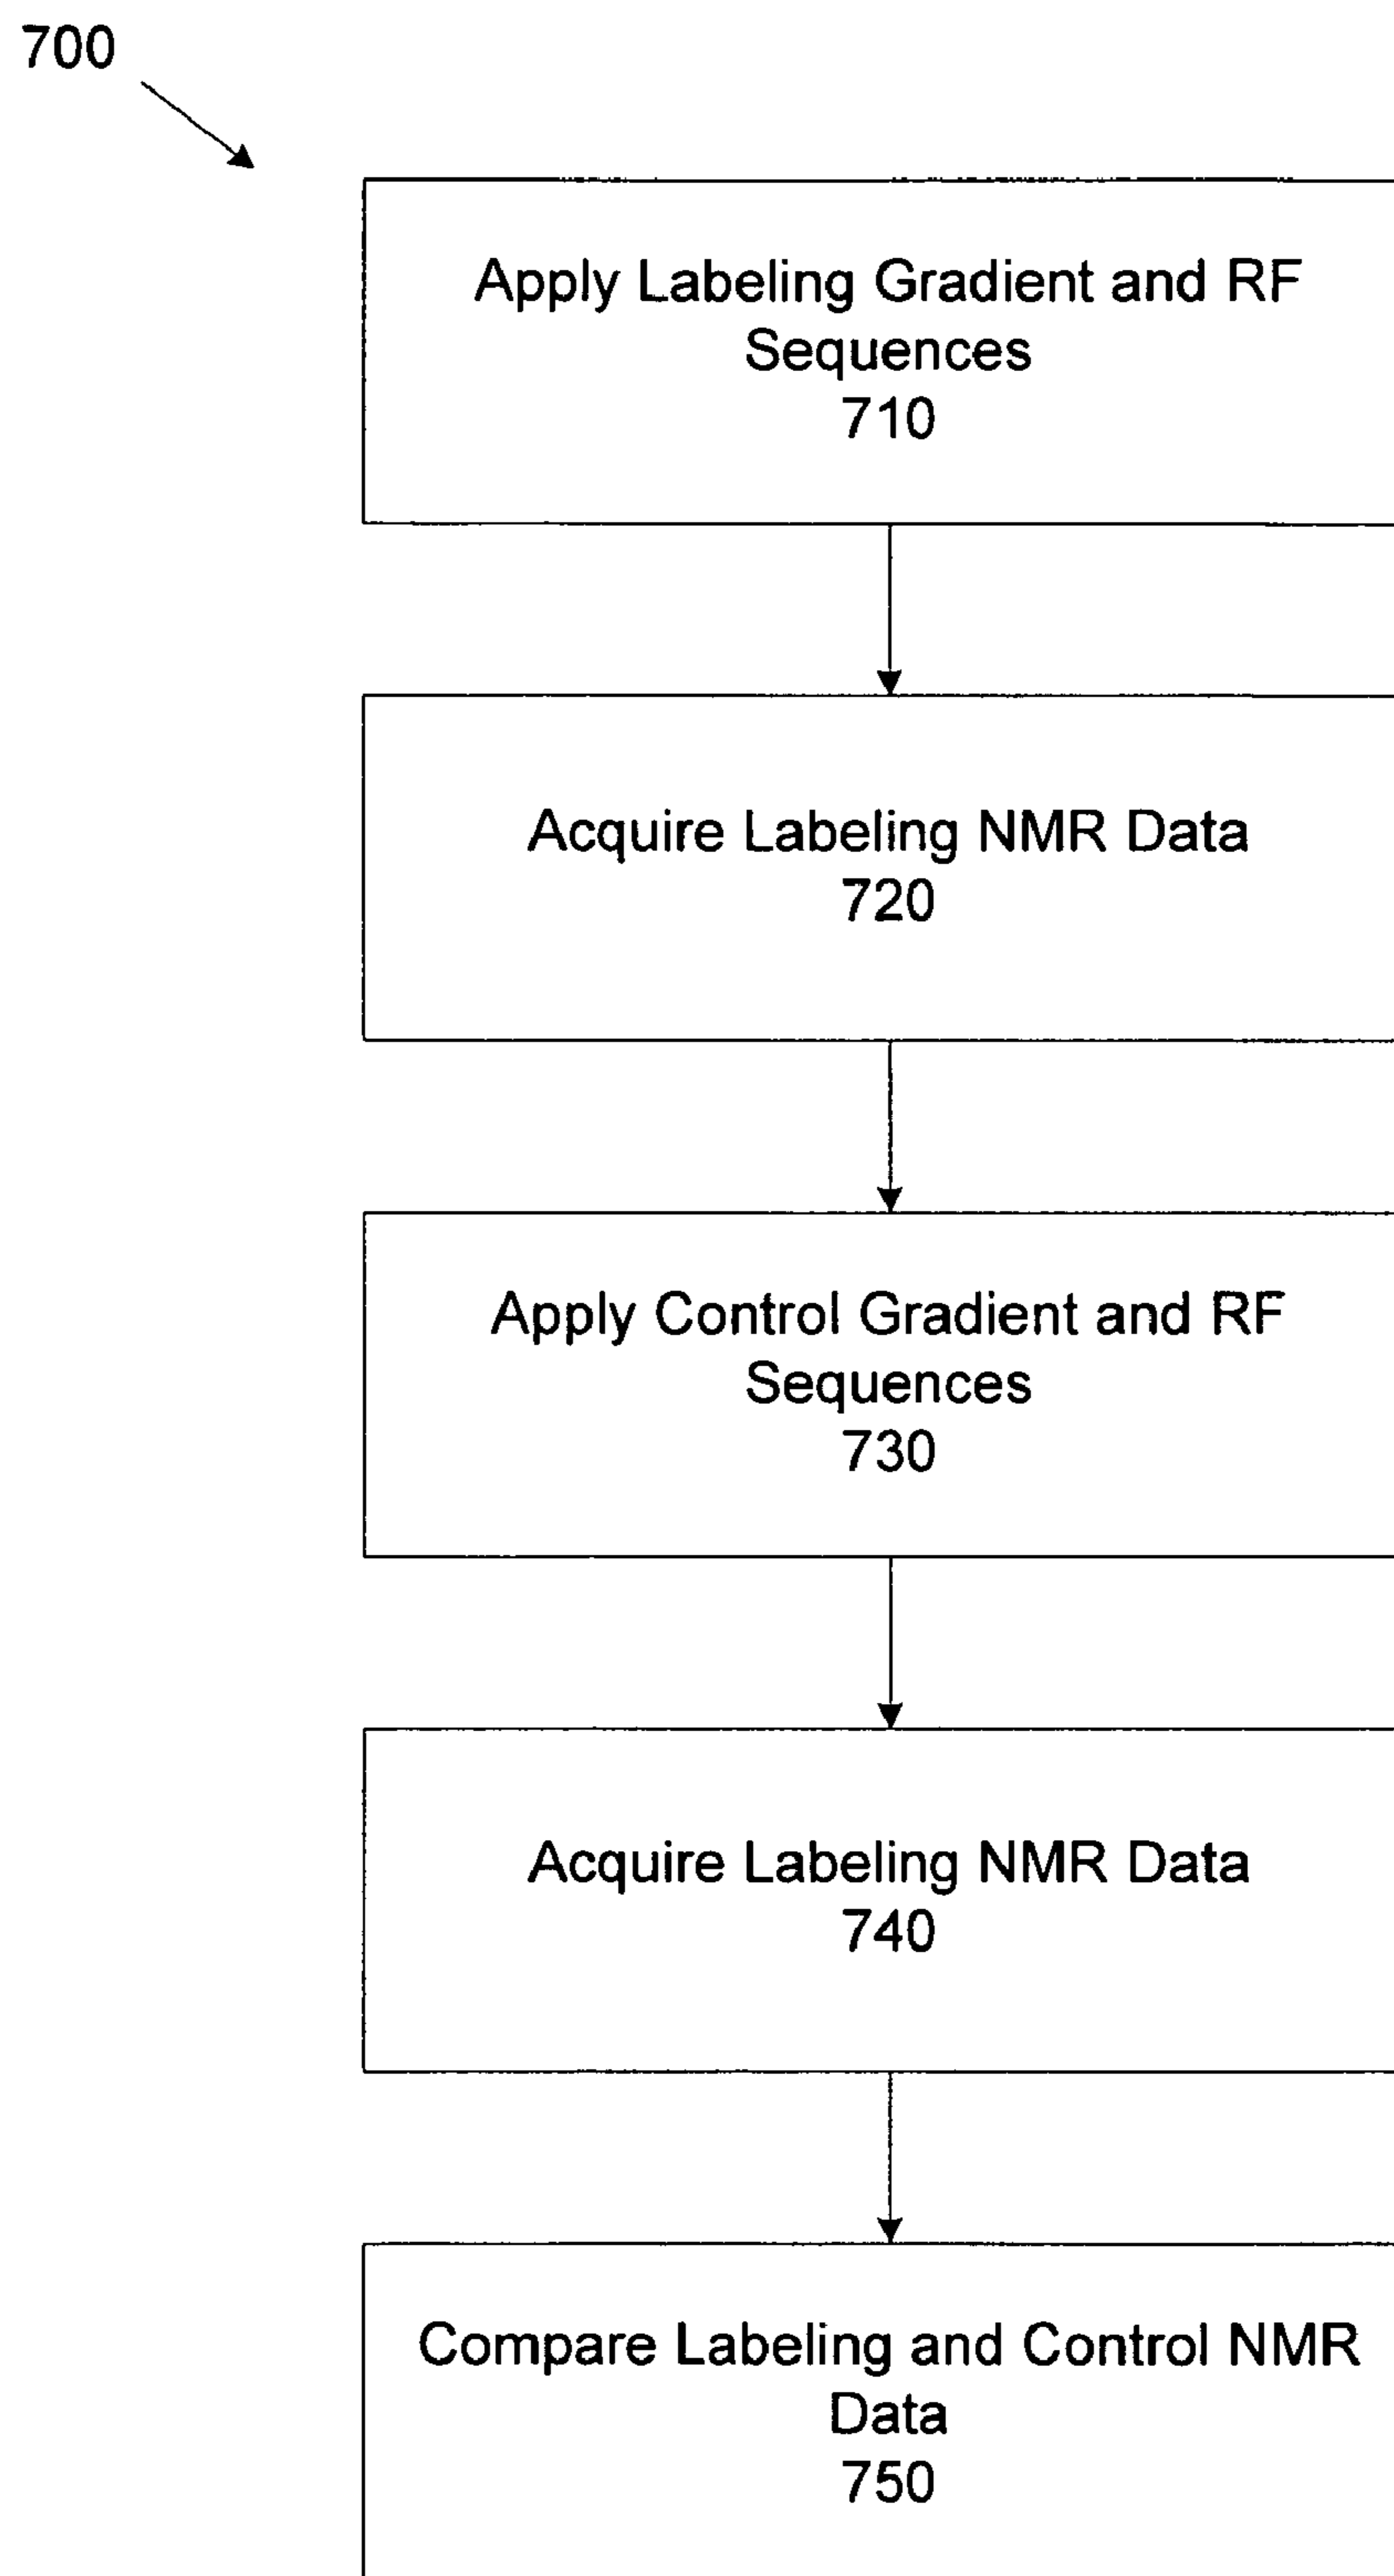 700
Apply Labeling Gradient and RF
Sequences
710
Acquire Labeling NMR Data
720
Apply Control Gradient and RF
Sequences
730
Acquire Labeling NMR Data
740
Compare Labeling and Control NMR
Data
750